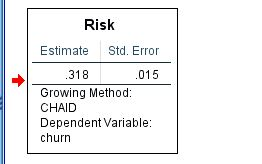 Risk
Estimate Std. Error
.318 .015
Growing Method:
CHAID
Dependent Variable:
churn